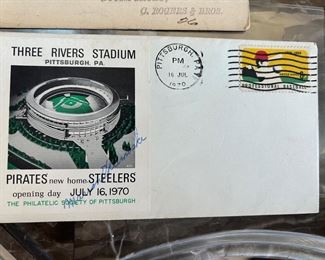 C. ROGERS & BROS.
THREE RIVERS STADIUM
PITTSBURGH, PA.
PITTSBURGH, PA
PM
16 JUL
1970
PROFESSIONAL BASEBALL
PIRATES new home STEELERS
opening day JULY 16, 1970
THE PHILATELIC SOCIETY OF PITTSBURGH